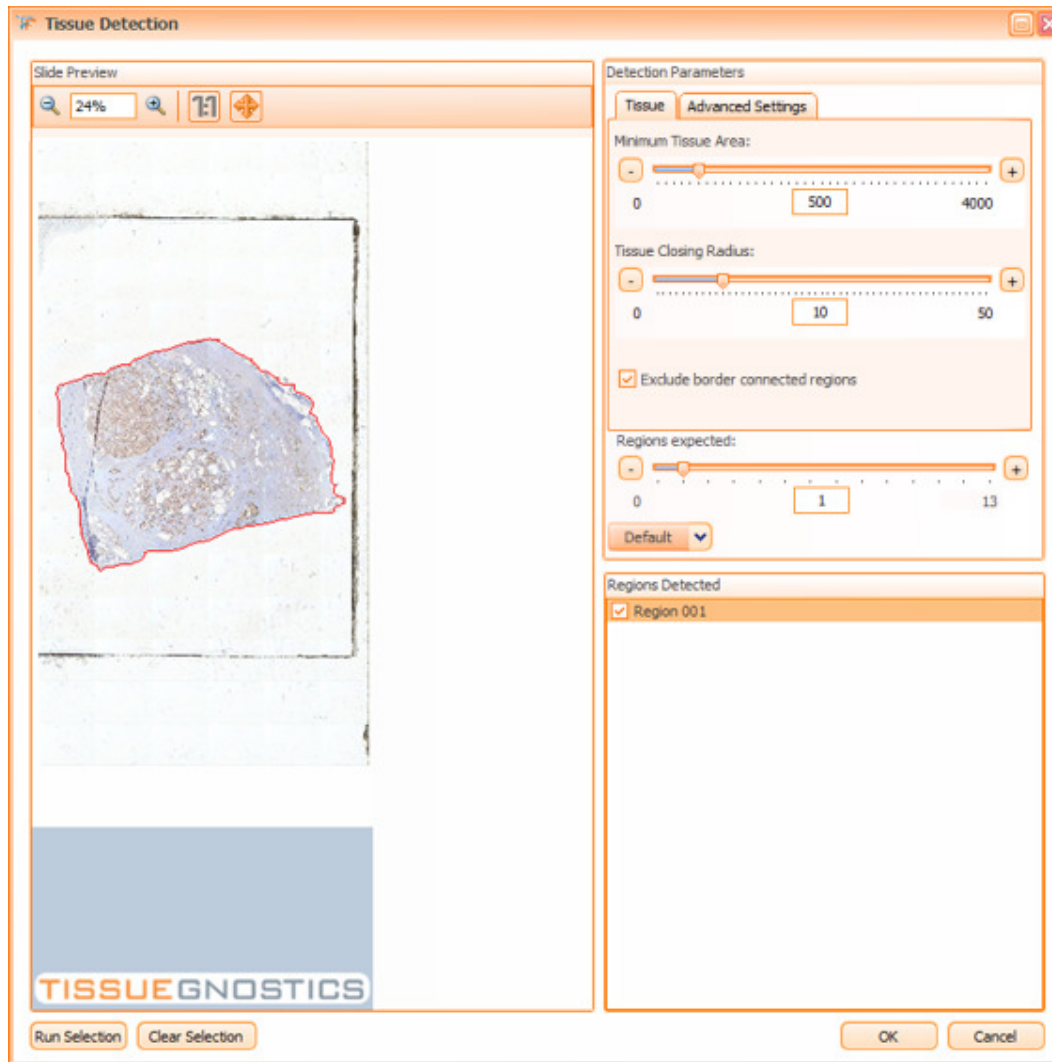 Tissue Detection
Slide Preview
24%
1:1
TISSUEGNOSTICS
Detection Parameters
Tissue
Advanced Settings
Minimum Tissue Area:
- +
0 500 4000
Tissue Closing Radius:
- +
0 10 50
Exclude border connected regions
Regions expected:
- +
0 1 13
Default
Regions Detected
Region 001
Run Selection
Clear Selection
OK
Cancel